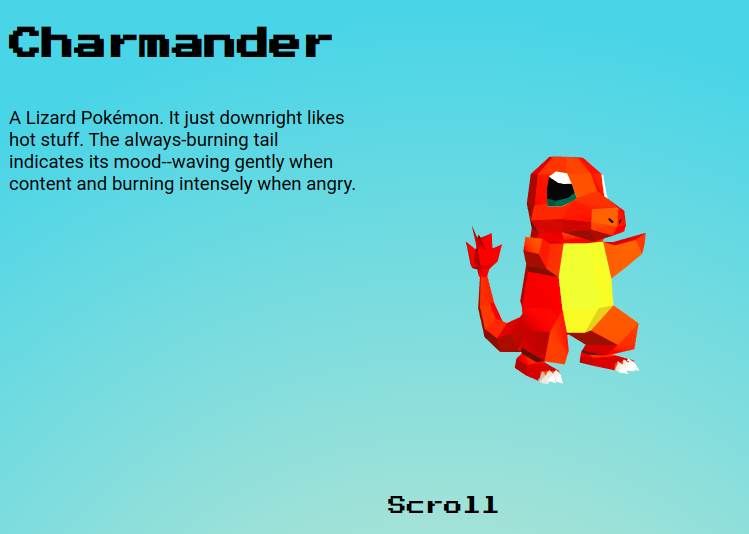 Charmander
A Lizard Pokémon. It just downright likes
hot stuff. The always-burning tail
indicates its mood--waving gently when
content and burning intensely when angry.
Scroll